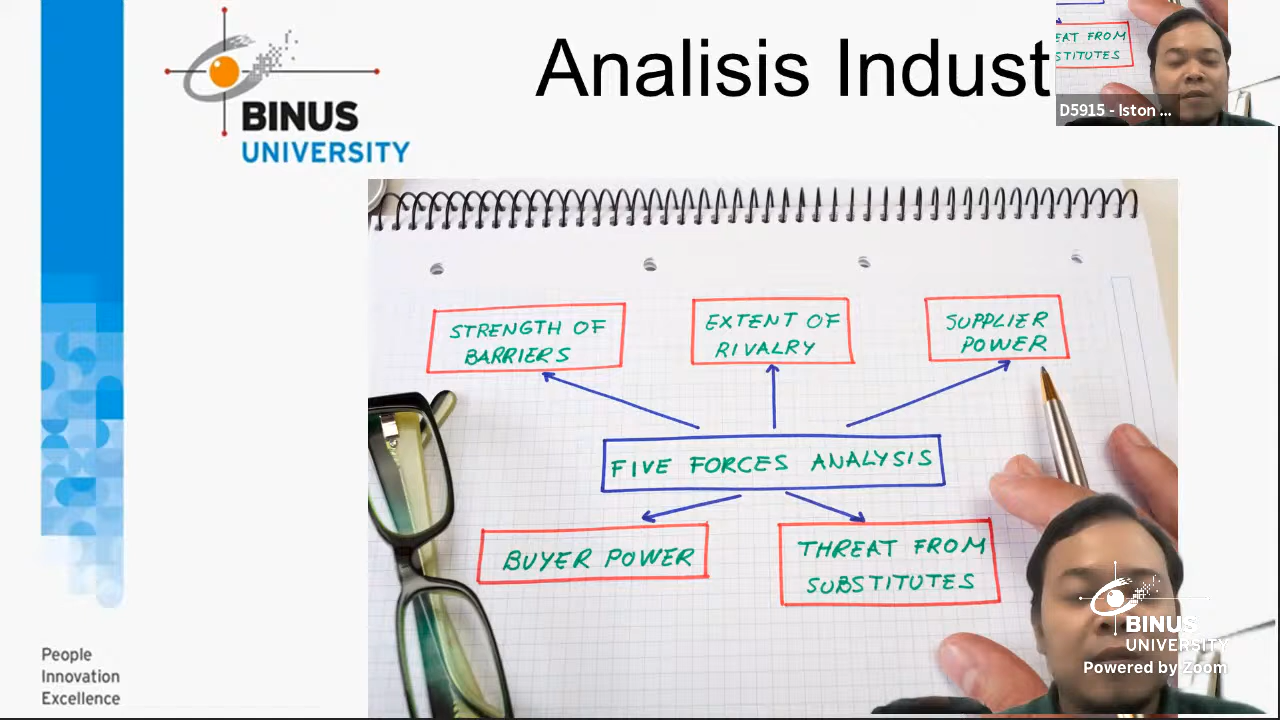 BINUS
UNIVERSITY
Analisis Indust
EAT FROM
STITUTES
D5915 - Iston ...
STRENGTH OF
BARRIERS
EXTENT OF
RIVALRY
SUPPLIER
POWER
FIVE FORCES ANALYSIS
BUYER POWER
THREAT FROM
SUBSTITUTES
BINUS
UNIVERSITY
Powered by Zoom
People
Innovation
Excellence